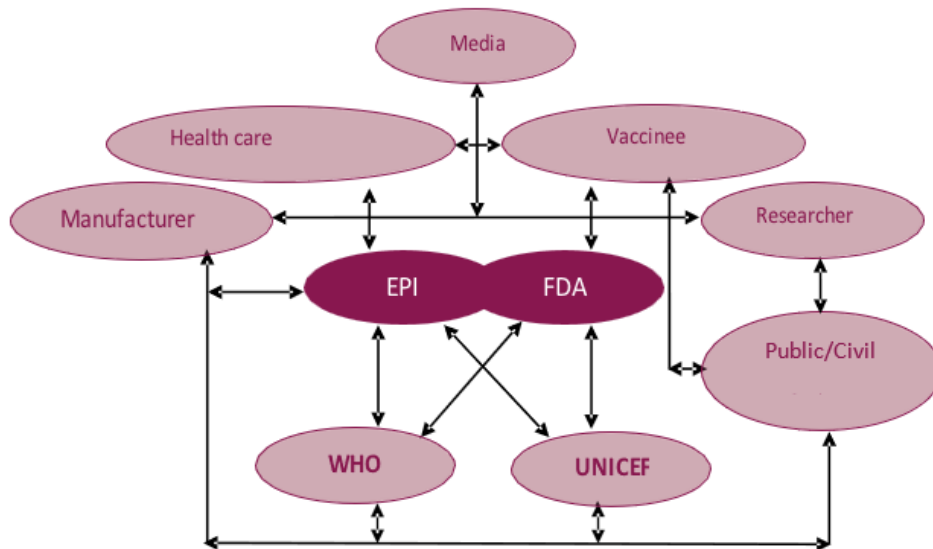 Media
Health care
Vaccinee
Manufacturer
Researcher
EPI
FDA
Public/Civil
WHO
UNICEF